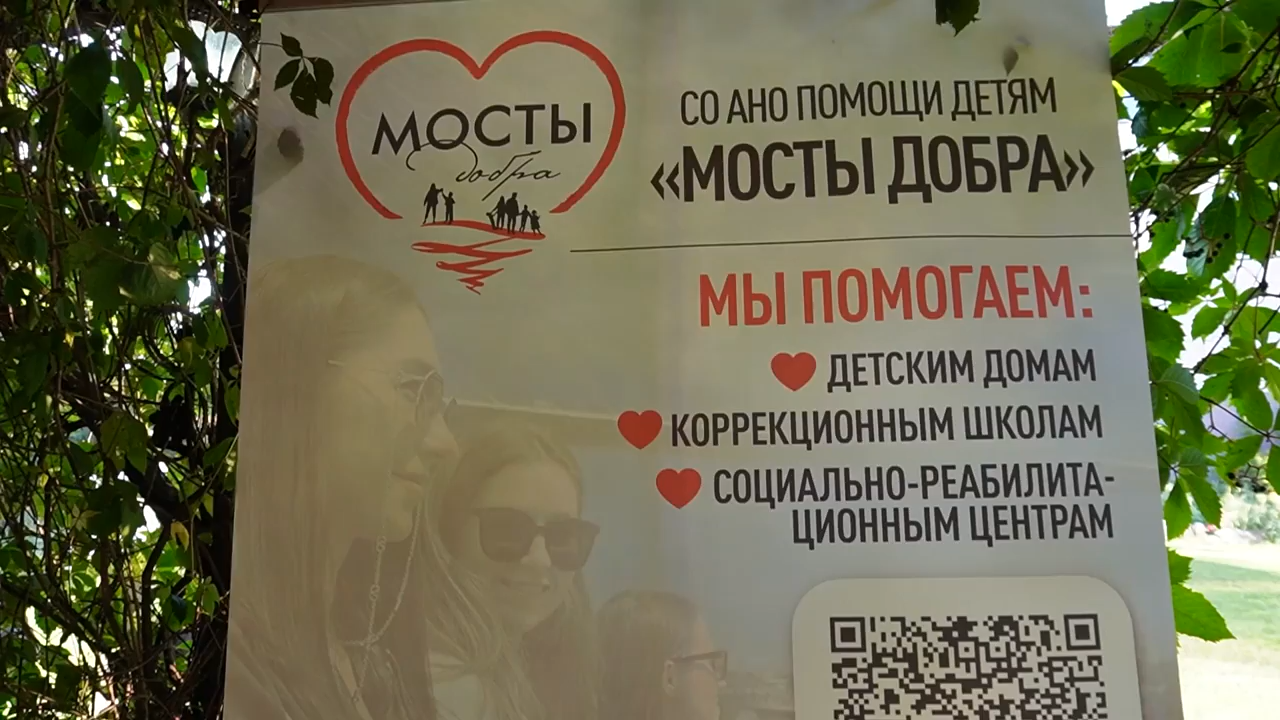 МОСТЫ
добра
СО АНО ПОМОЩИ ДЕТЯМ
«МОСТЫ ДОБРА»
МЫ ПОМОГАЕМ:
ДЕТСКИМ ДОМАМ
КОРРЕКЦИОННЫМ ШКОЛАМ
СОЦИАЛЬНО-РЕАБИЛИТА-
ЦИОННЫМ ЦЕНТРАМ